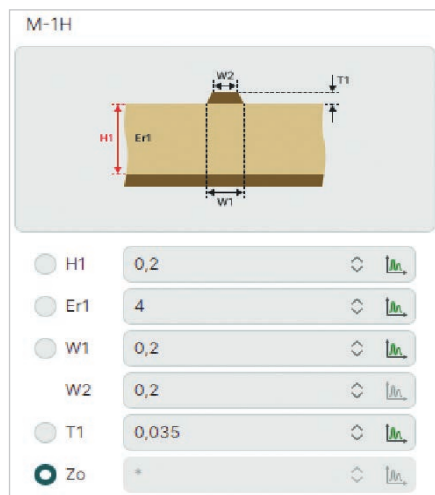 M-1H
W2
T1
H1
Er1
W1
H1 0,2
Er1 4
W1 0,2
W2 0,2
T1 0,035
Zo *